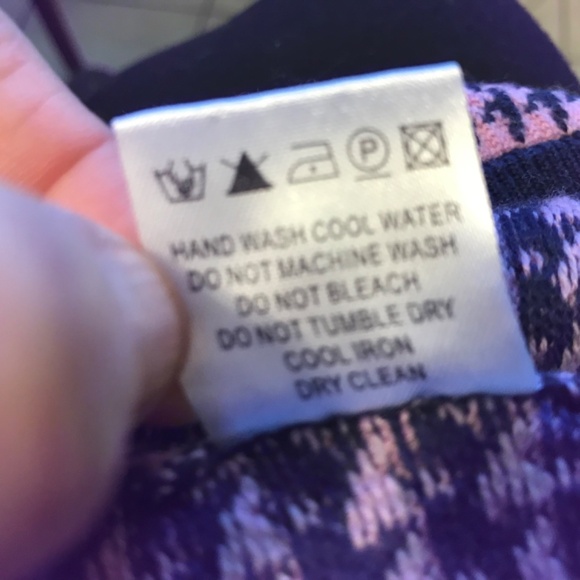 P
HAND WASH COOL WATER
DO NOT MACHINE WASH
DO NOT BLEACH
DO NOT TUMBLE DRY
COOL IRON
DRY CLEAN